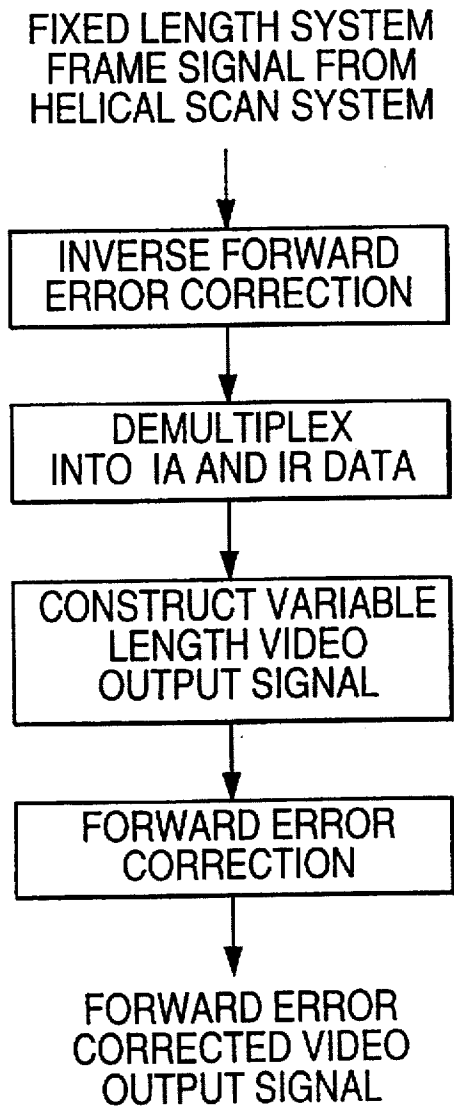 FIXED LENGTH SYSTEM
FRAME SIGNAL FROM
HELICAL SCAN SYSTEM
INVERSE FORWARD
ERROR CORRECTION
DEMULTIPLEX
INTO IA AND IR DATA
CONSTRUCT VARIABLE
LENGTH VIDEO
OUTPUT SIGNAL
FORWARD ERROR
CORRECTION
FORWARD ERROR
CORRECTED VIDEO
OUTPUT SIGNAL